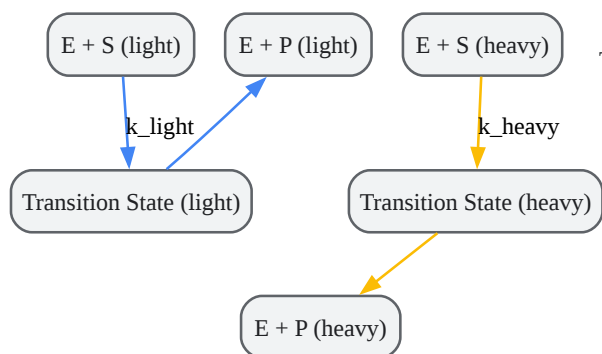 E + S (light)
E + P (light)
E + S (heavy)
k_light
k_heavy
Transition State (light)
Transition State (heavy)
E + P (heavy)